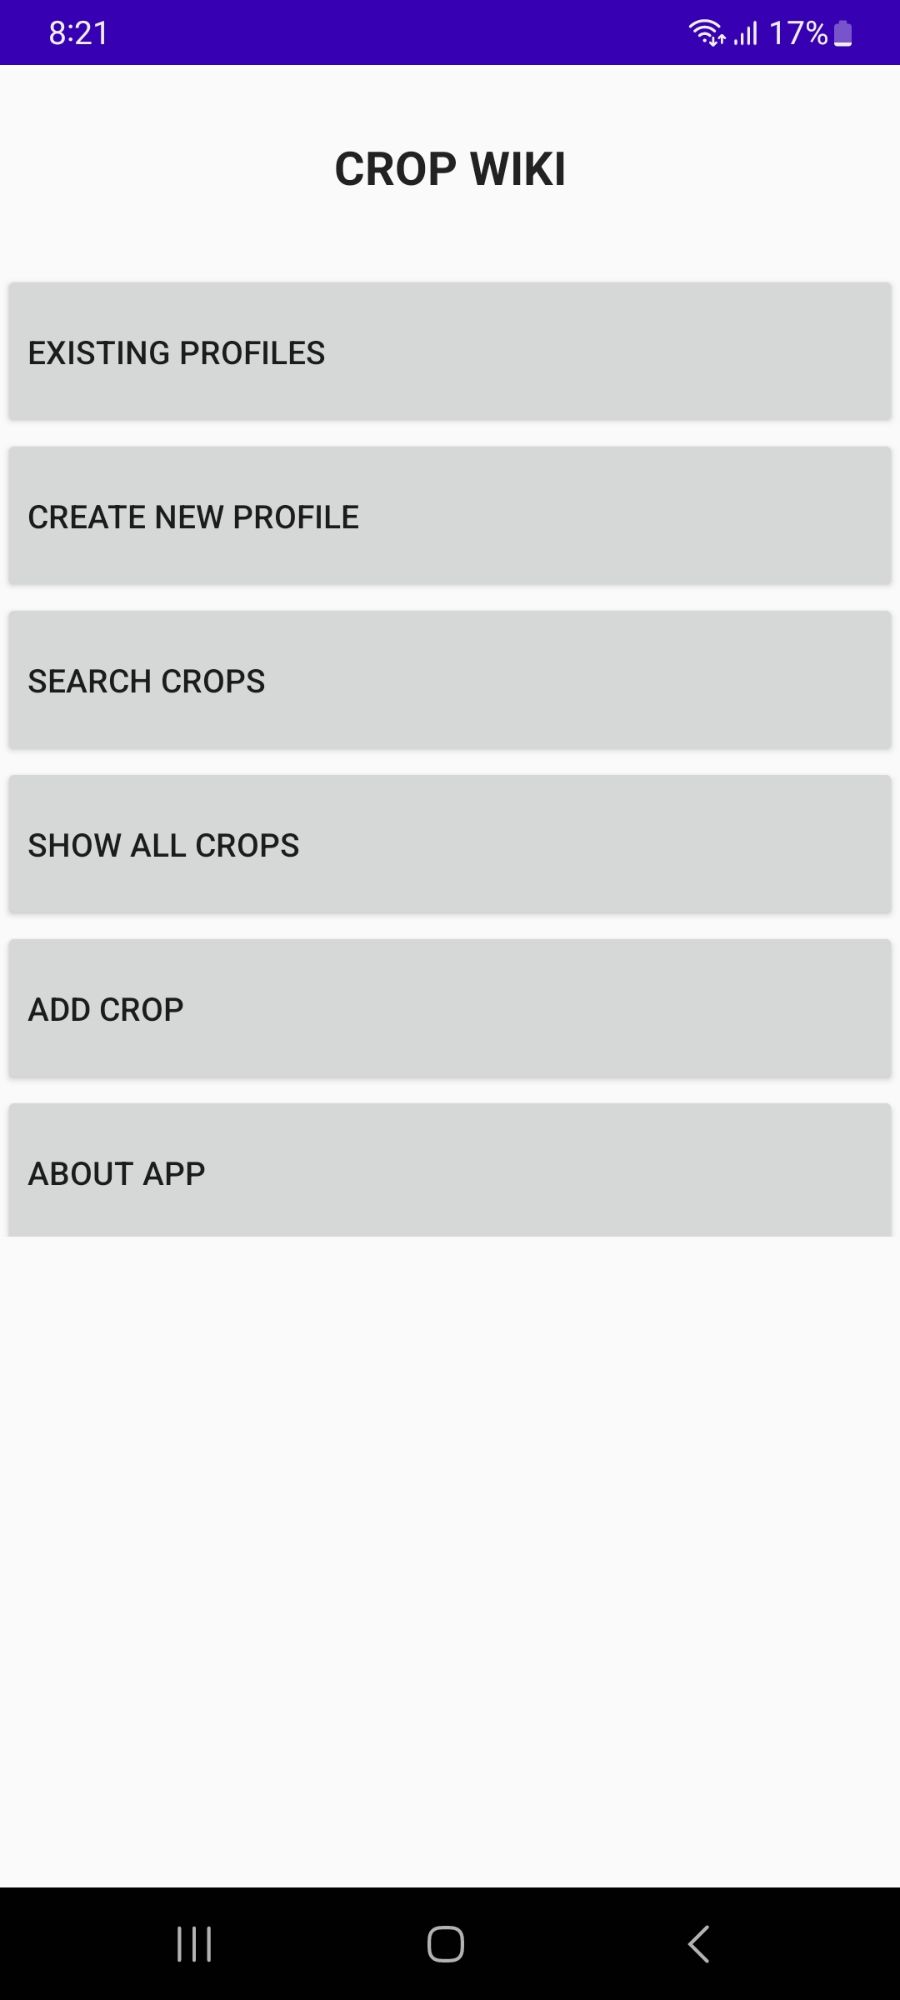 8:21
17%
CROP WIKI
EXISTING PROFILES
CREATE NEW PROFILE
SEARCH CROPS
SHOW ALL CROPS
ADD CROP
ABOUT APP